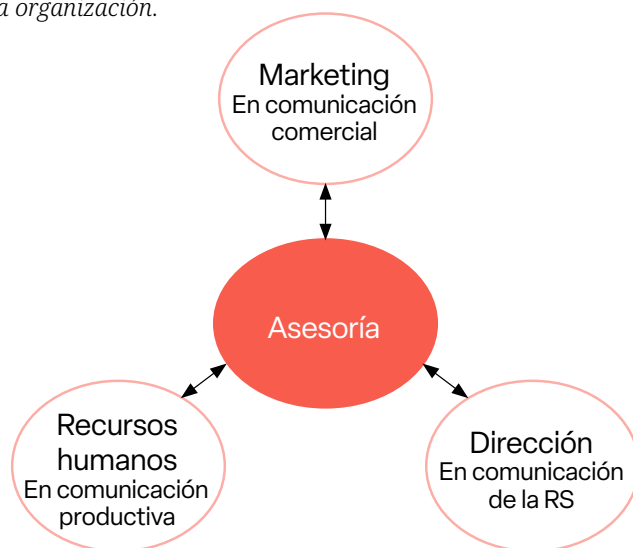 a organización.
Marketing
En comunicación
comercial
Asesoría
Recursos
humanos
En comunicación
productiva
Dirección
En comunicación
de la RS